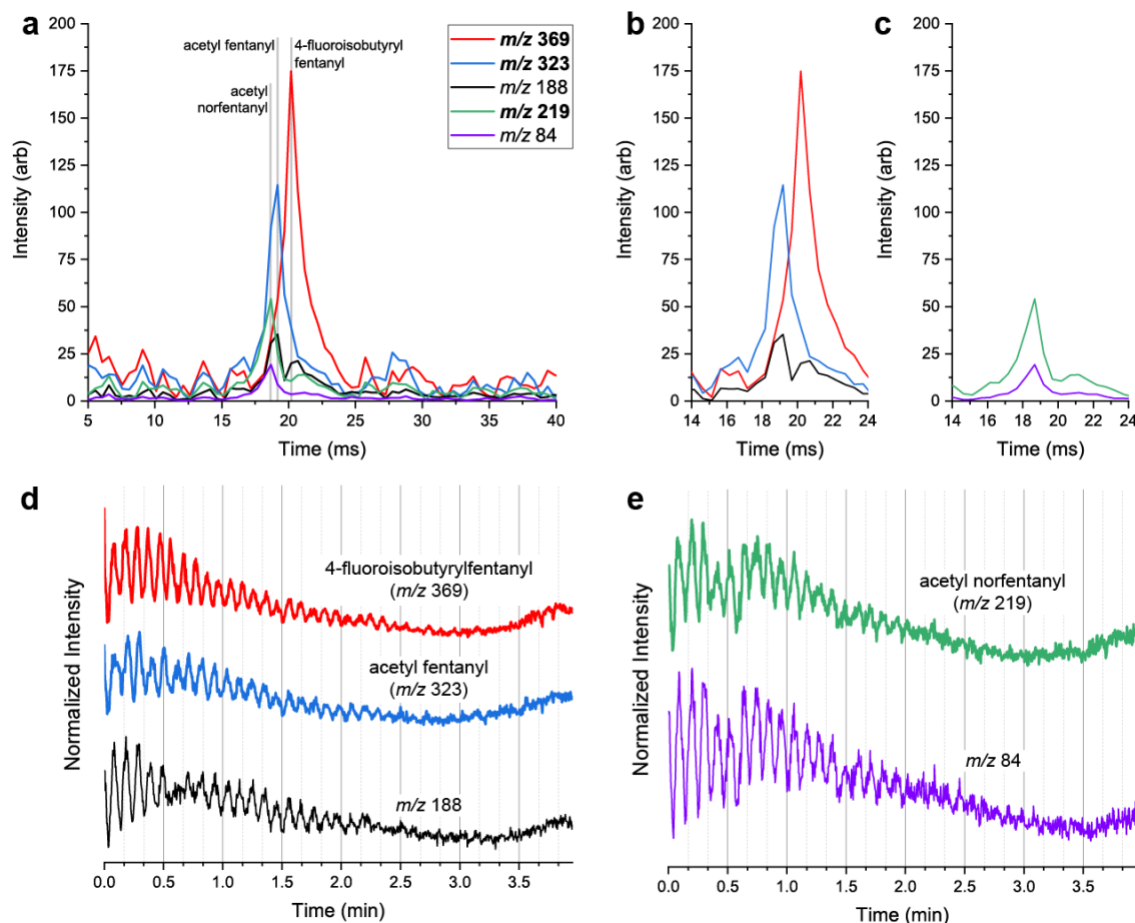 a
200
175
150
125
100
75
50
25
0
Intensity (arb)
5
10
15
20
25
30
35
40
Time (ms)
acetyl fentanyl
4-fluoroisobutyryl
fentanyl
acetyl
norfentanyl
m/z 369
m/z 323
m/z 188
m/z 219
m/z 84
b
200
175
150
125
100
75
50
25
0
Intensity (arb)
14
16
18
20
22
24
Time (ms)
c
200
175
150
125
100
75
50
25
0
Intensity (arb)
14
16
18
20
22
24
Time (ms)
d
Normalized Intensity
4-fluoroisobutyrylfentanyl
(m/z 369)
acetyl fentanyl
(m/z 323)
m/z 188
0.0
0.5
1.0
1.5
2.0
2.5
3.0
3.5
Time (min)
e
Normalized Intensity
acetyl norfentanyl
(m/z 219)
m/z 84
0.0
0.5
1.0
1.5
2.0
2.5
3.0
3.5
Time (min)